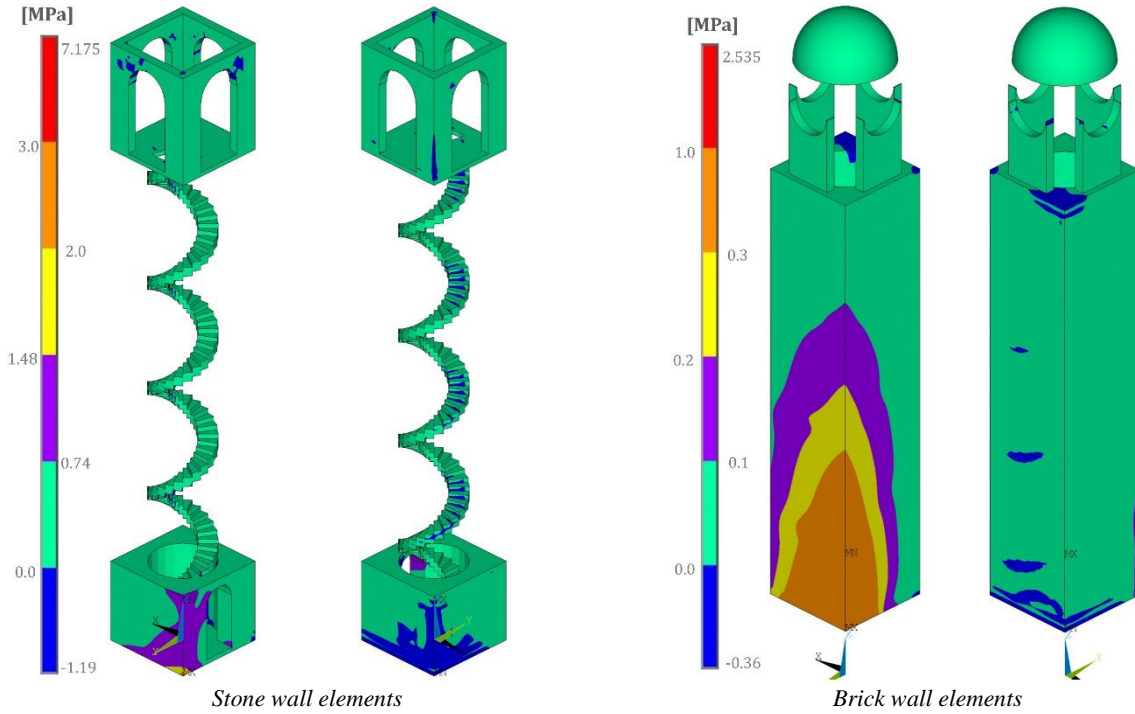 [MPa]
7.175
3.0
2.0
1.48
0.74
0.0
-1.19
X
Y
Y
Stone wall elements
[MPa]
2.535
1.0
0.3
0.2
0.1
0.0
-0.36
MN
MX
X
Z
MX
Y
Brick wall elements